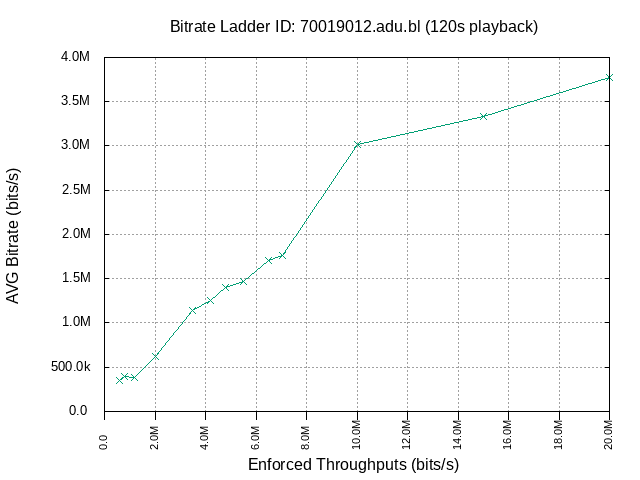 Bitrate Ladder ID: 70019012.adu.bl (120s playback)
4.0M
3.5M
3.0M
2.5M
2.0M
1.5M
1.0M
500.0k
0.0
AVG Bitrate (bits/s)
0.0 2.0M 4.0M 6.0M 8.0M 10.0M 12.0M 14.0M 16.0M 18.0M 20.0M
Enforced Throughputs (bits/s)